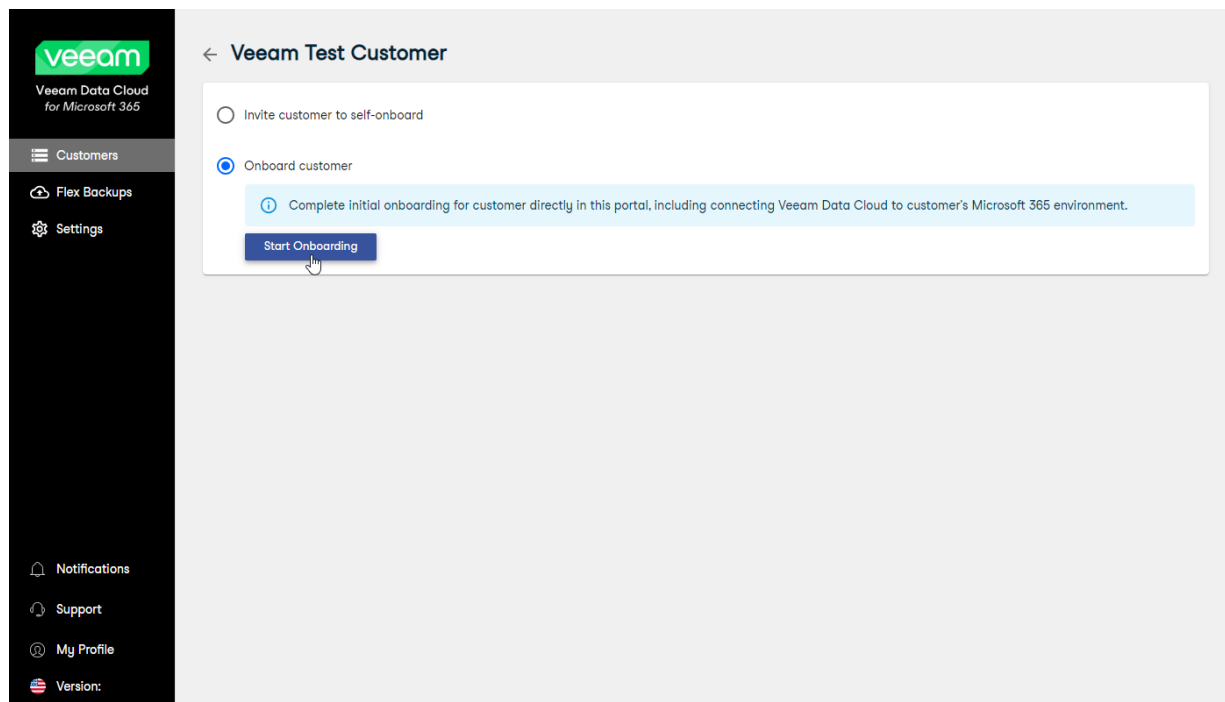 veeam
Veeam Data Cloud
for Microsoft 365
Customers
Flex Backups
Settings
Notifications
Support
My Profile
Version:
Veeam Test Customer
Invite customer to self-onboard
Onboard customer
Complete initial onboarding for customer directly in this portal, including connecting Veeam Data Cloud to customer's Microsoft 365 environment.
Start Onboarding